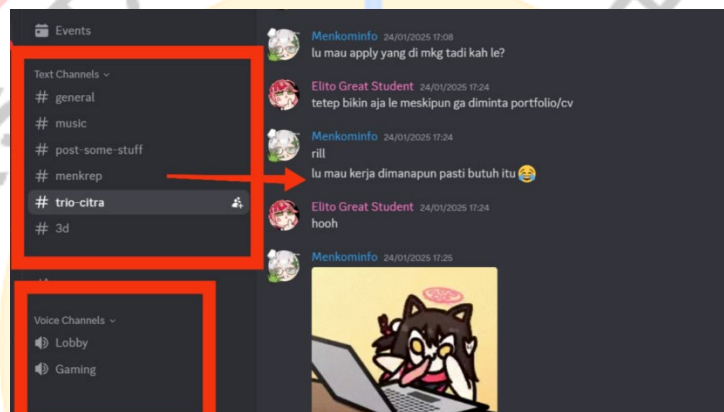 Events
Text Channels
# general
# music
# post-some-stuff
# menkrep
# trio-citra
# 3d
Voice Channels
Lobby
Gaming
Menkominfo 24/01/2025 17:08
lu mau apply yang di mkg tadi kah le?
Elito Great Student 24/01/2025 17:24
tetep bikin aja le meskipun ga diminta portfolio/cv
Menkominfo 24/01/2025 17:24
rill
lu mau kerja dimanapun pasti butuh itu 😂
Elito Great Student 24/01/2025 17:24
hooh
Menkominfo 24/01/2025 17:25